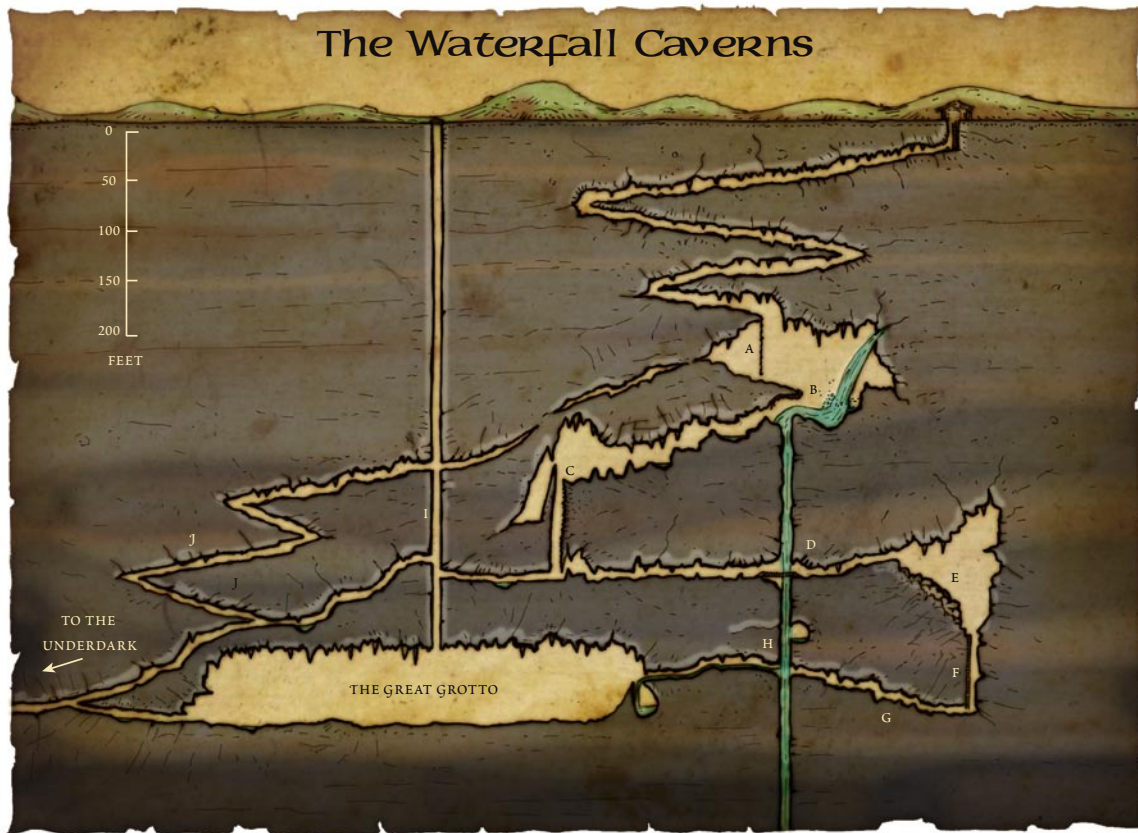 The Waterfall Caverns
0
50
100
150
200
FEET
A
B
C
I
J
D
J
E
TO THE
UNDERDARK
H
F
THE GREAT GROTTO
G